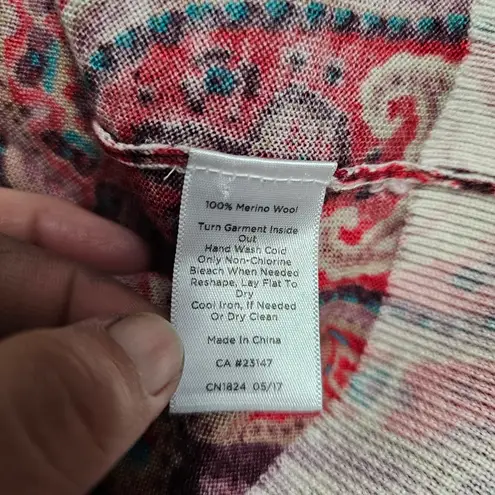 100% Merino Wool
Turn Garment Inside
Out
Hand Wash Cold
Only Non-Chlorine
Bleach When Needed
Reshape, Lay Flat To
Dry
Cool Iron, If Needed
Or Dry Clean
Made in China
CA #23147
CN1824 05/17